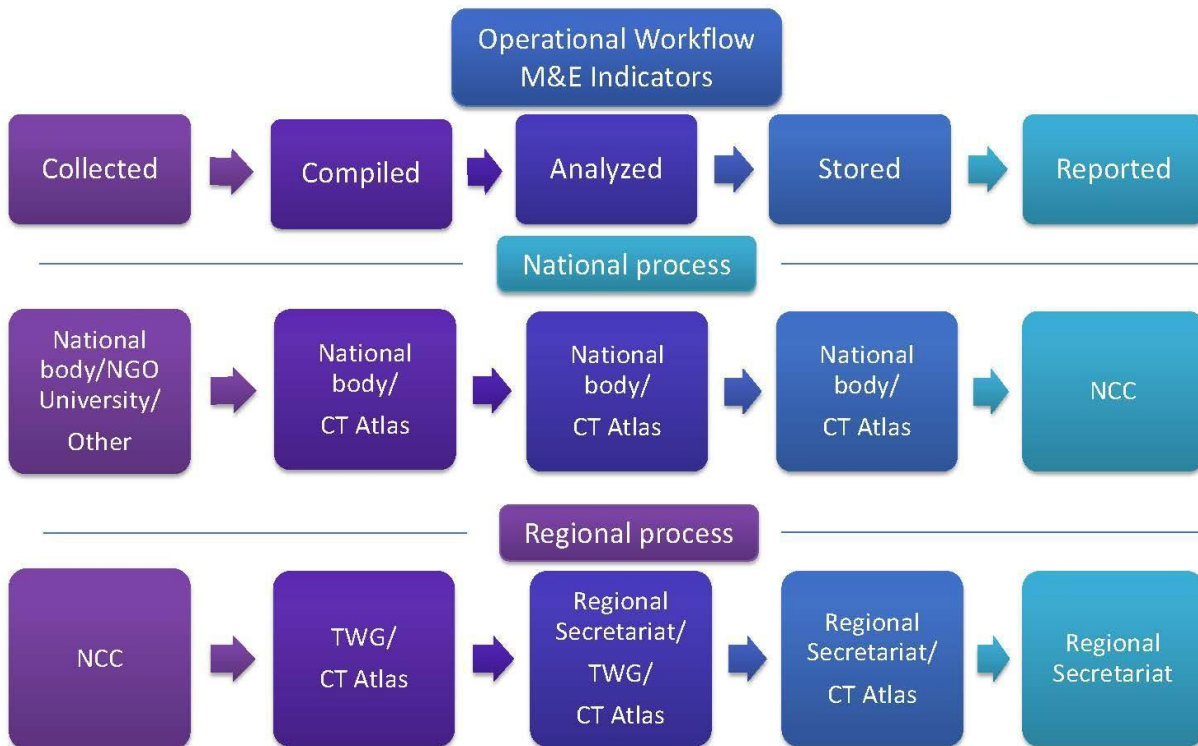 Operational Workflow
M&E Indicators
Collected
Compiled
Analyzed
Stored
Reported
National process
National
body/NGO
University/
Other
National
body/
CT Atlas
National
body/
CT Atlas
National
body/
CT Atlas
NCC
Regional process
NCC
TWG/
CT Atlas
Regional
Secretariat/
TWG/
CT Atlas
Regional
Secretariat/
CT Atlas
Regional
Secretariat